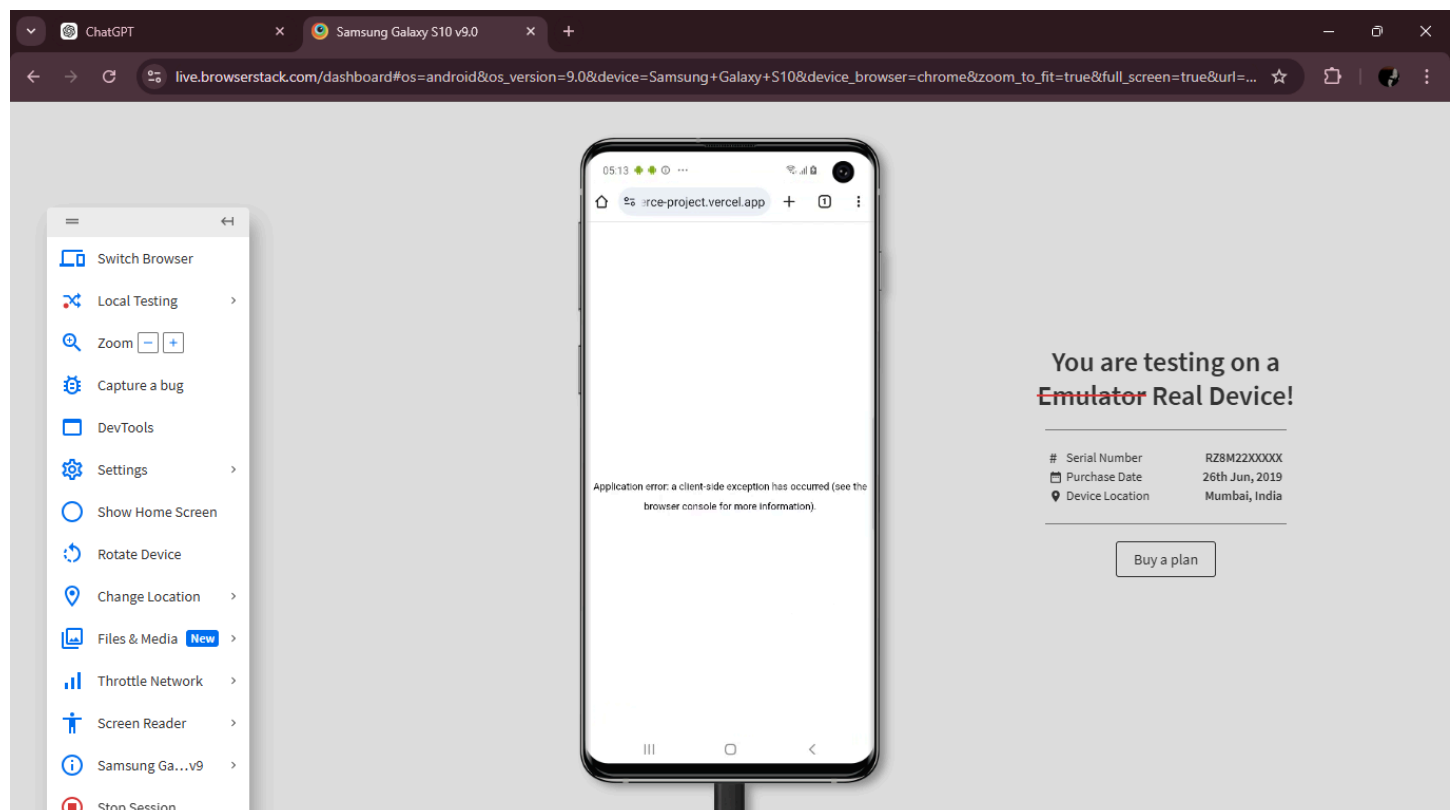 ChatGPT
Samsung Galaxy S10 v9.0
live.browserstack.com/dashboard#os=android&os_version=9.0&device=Samsung+Galaxy+S10&device_browser=chrome&zoom_to_fit=true&full_screen=true&url=...
05:13
erce-project.vercel.app
1
Switch Browser
Local Testing
Zoom − +
Capture a bug
DevTools
Settings
Show Home Screen
Rotate Device
Change Location
Files & Media New
Throttle Network
Screen Reader
Samsung Ga...v9
Stop Session
Application error: a client-side exception has occurred (see the
browser console for more information).
You are testing on a
Emulator Real Device!
# Serial Number RZ8M22XXXXX
Purchase Date 26th Jun, 2019
Device Location Mumbai, India
Buy a plan